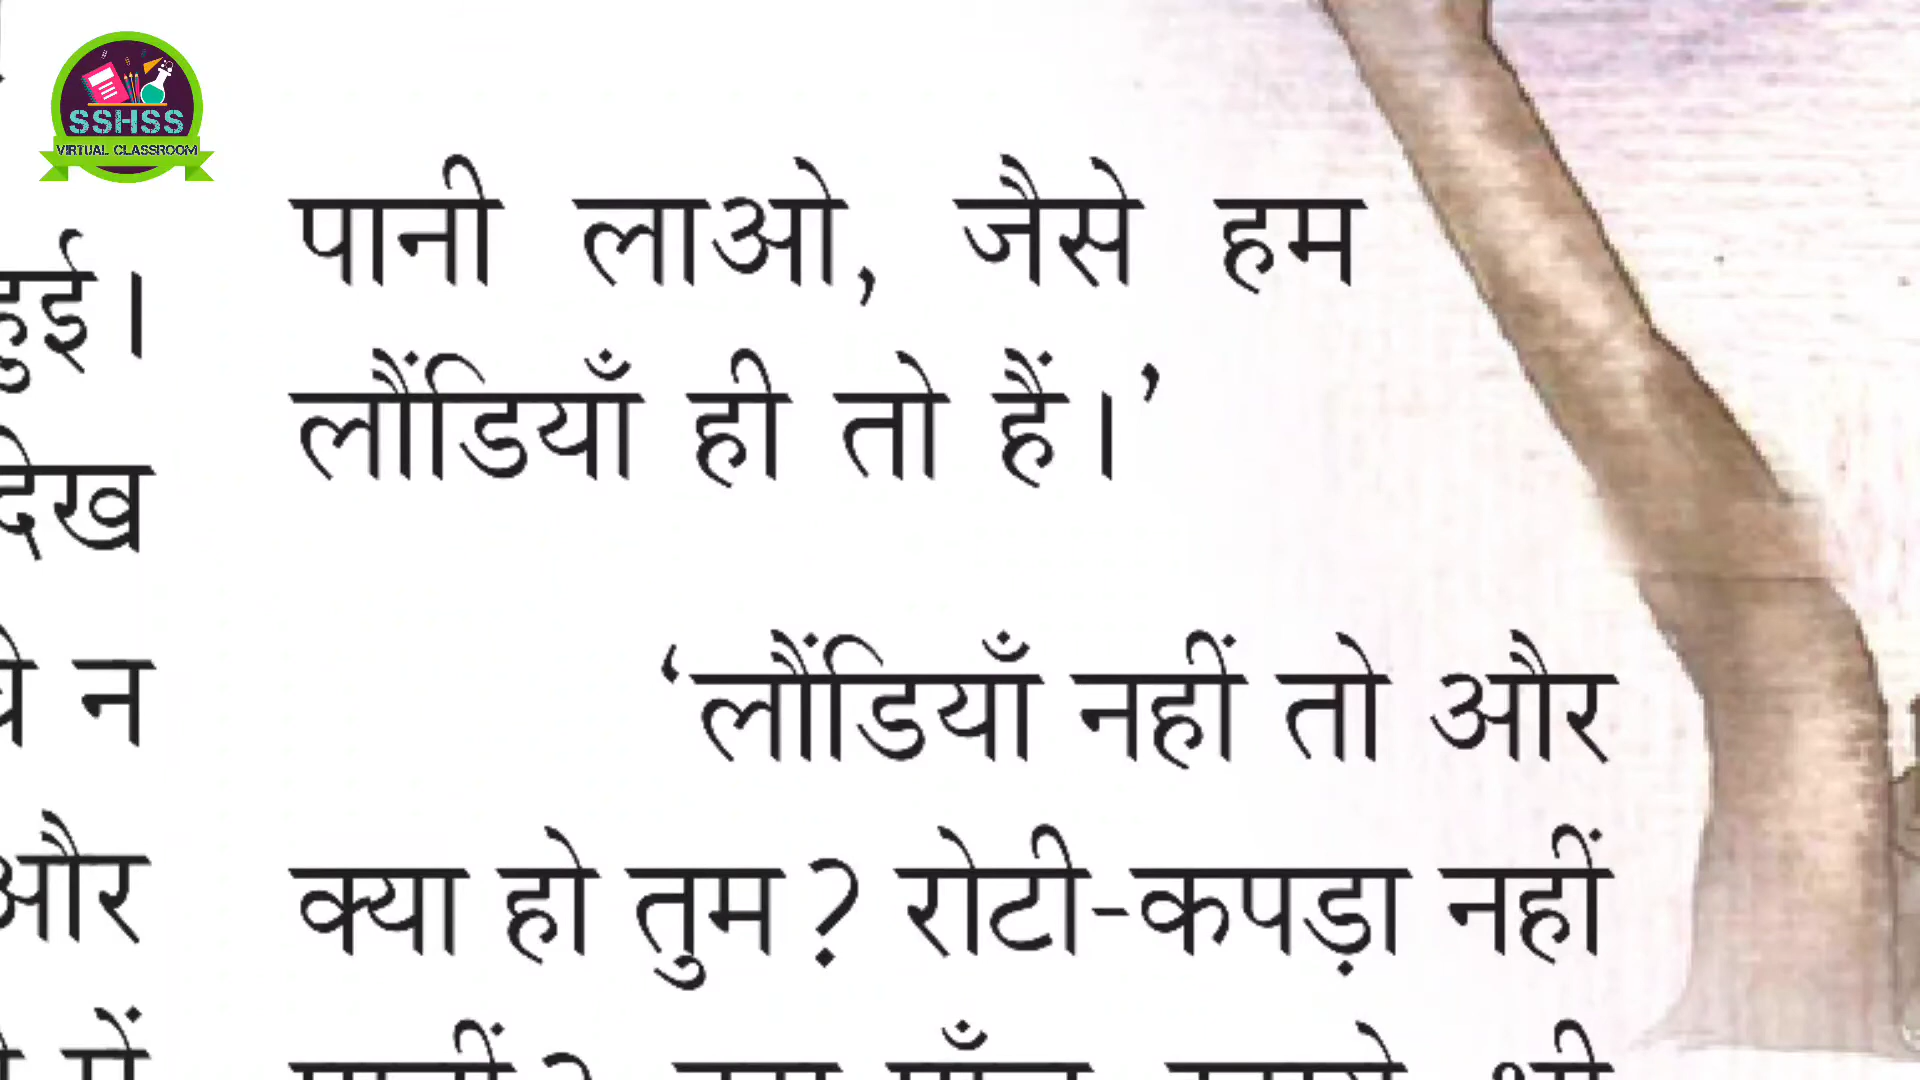 SSHSS
VIRTUAL CLASSROOM
हुई।
देख
न
और
में
पानी लाओ, जैसे हम
लौंडियाँ ही तो हैं।’
‘लौंडियाँ नहीं तो और
क्या हो तुम? रोटी-कपड़ा नहीं